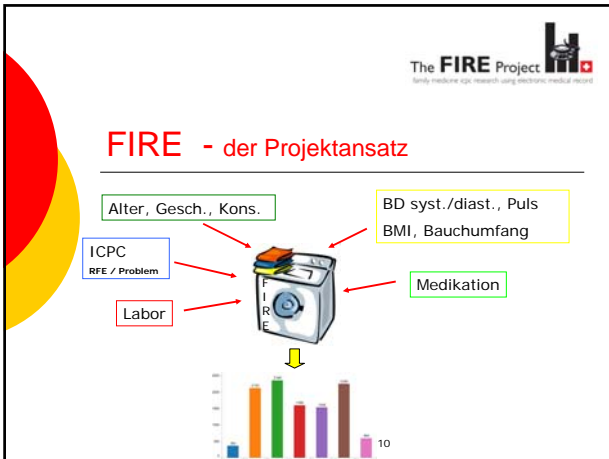 The FIRE Project
family medicine icpc research using electronic medical record
FIRE - der Projektansatz
Alter, Gesch., Kons.
BD syst./diast., Puls
BMI, Bauchumfang
ICPC
RFE / Problem
Medikation
Labor
F
I
R
E
10